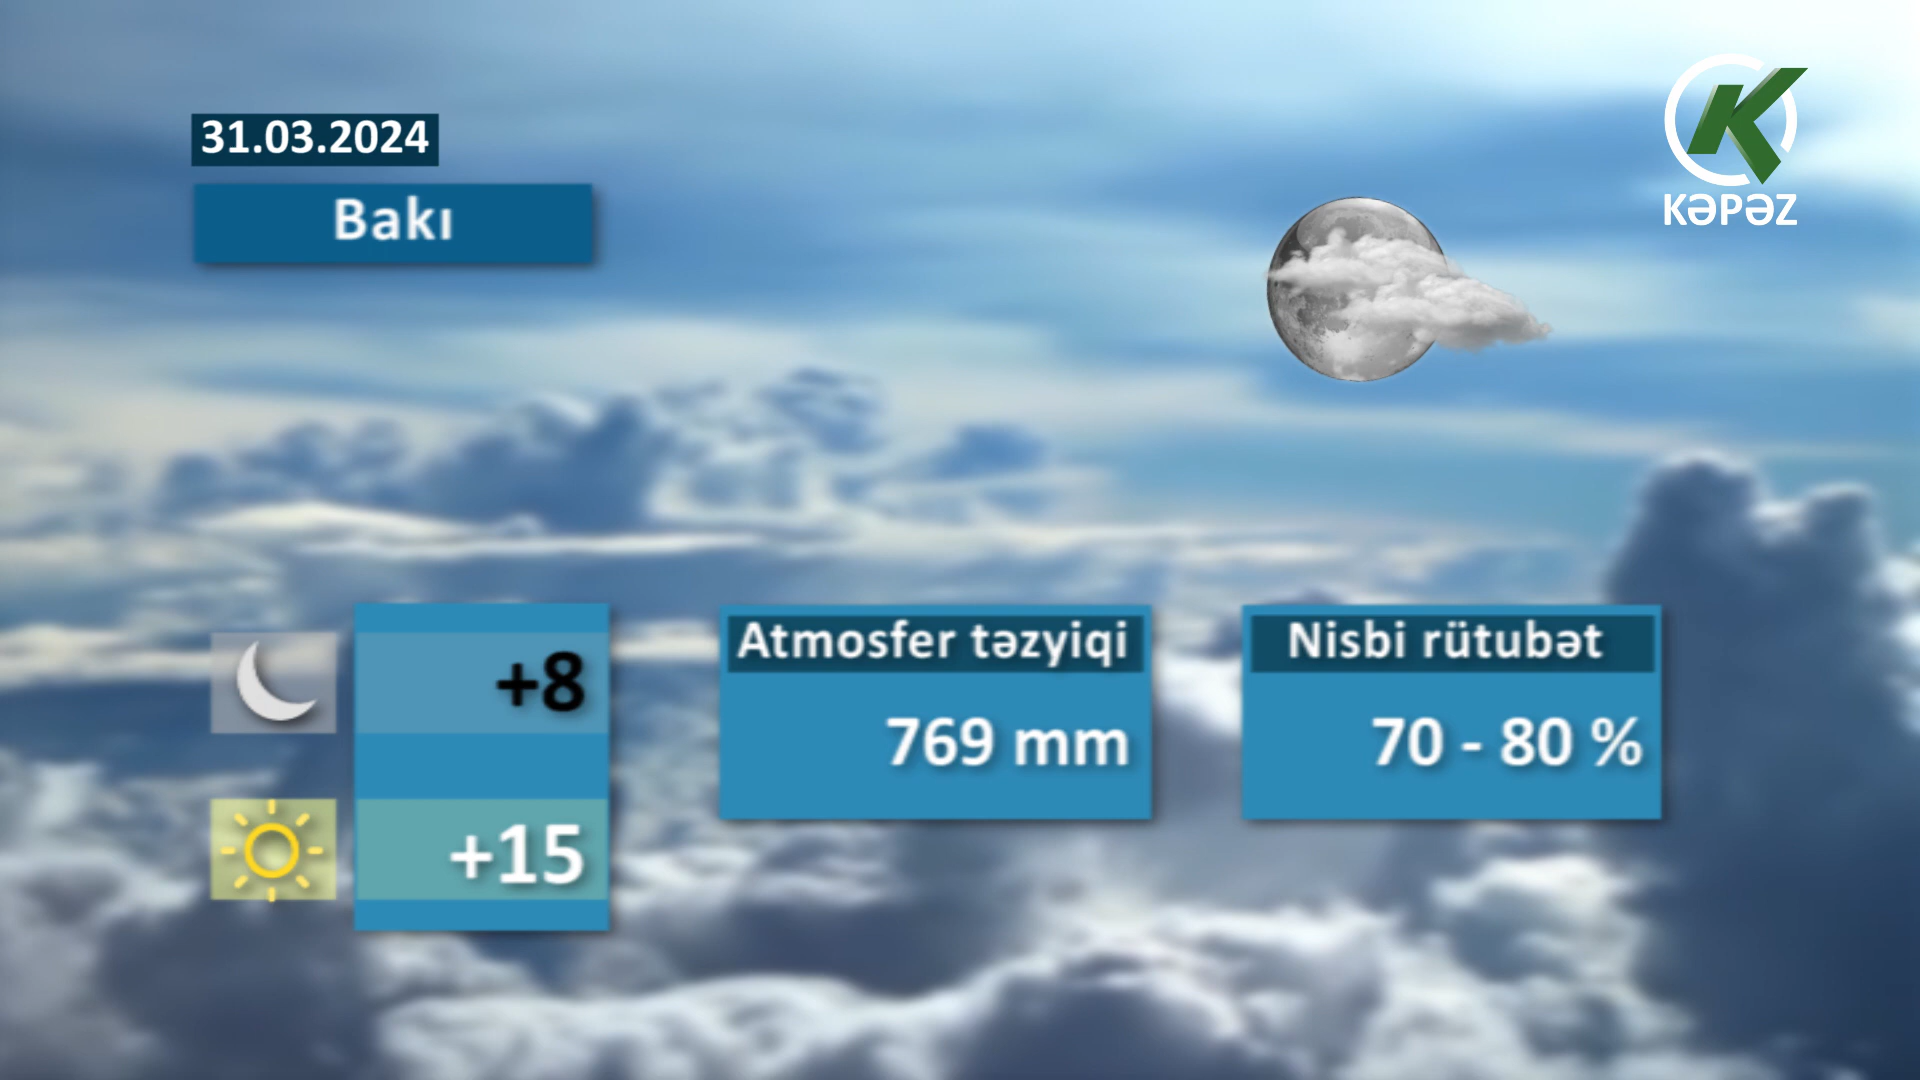 31.03.2024
Bakı
KƏPƏZ
+8
+15
Atmosfer təzyiqi
769 mm
Nisbi rütubət
70 - 80 %